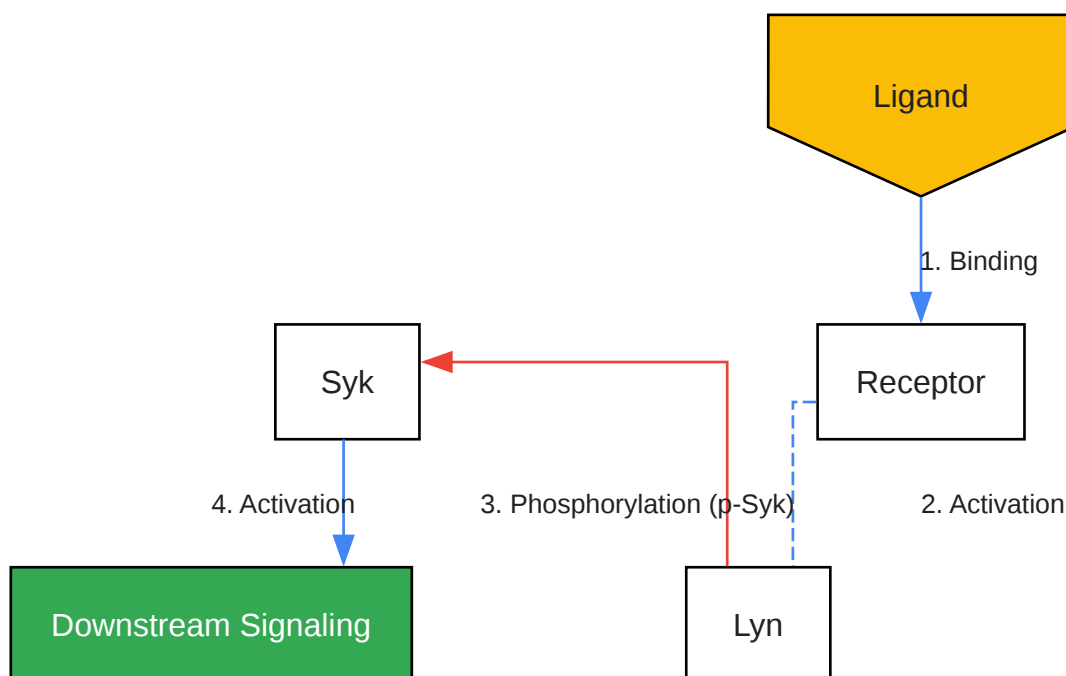 Ligand
1. Binding
Syk
Receptor
4. Activation
3. Phosphorylation (p-Syk)
2. Activation
Downstream Signaling
Lyn